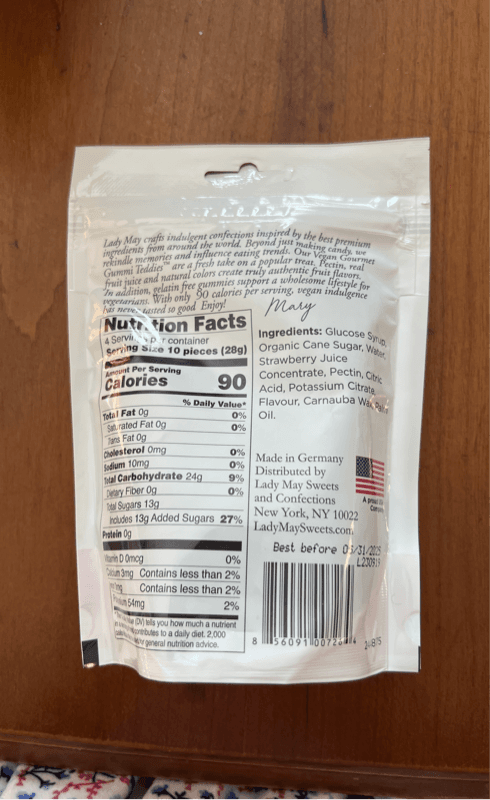 Lady May crafts indulgent confections inspired by the best premium
ingredients from around the world. Beyond just making candy, we
rekindle memories and influence eating trends. Our Vegan Gourmet
Gummi Teddies™ are a fresh take on a popular treat. Pectin, real
fruit juice and natural colors create truly authentic fruit flavors.
In addition, gelatin free gummies support a wholesome lifestyle for
vegetarians. With only 90 calories per serving, vegan indulgence
has never tasted so good Enjoy!
Mary
Nutrition Facts
4 Servings per container
Serving Size 10 pieces (28g)
Amount Per Serving
Calories 90
% Daily Value*
Total Fat 0g 0%
Saturated Fat 0g 0%
Trans Fat 0g
Cholesterol 0mg 0%
Sodium 10mg 0%
Total Carbohydrate 24g 9%
Dietary Fiber 0g 0%
Total Sugars 13g
Includes 13g Added Sugars 27%
Protein 0g
Vitamin D 0mcg 0%
Calcium 3mg Contains less than 2%
Contains less than 2%
54mg 2%
(DV) tells you how much a nutrient
contributes to a daily diet. 2,000
general nutrition advice.
Ingredients: Glucose Syrup,
Organic Cane Sugar, Water,
Strawberry Juice
Concentrate, Pectin, Citric
Acid, Potassium Citrate,
Flavour, Carnauba Wax, Palm
Oil.
Made in Germany
Distributed by
Lady May Sweets
and Confections
New York, NY 10022
LadyMaySweets.com
A proud
Company
Best before 05/31/2025
L230919
8 56091 00720